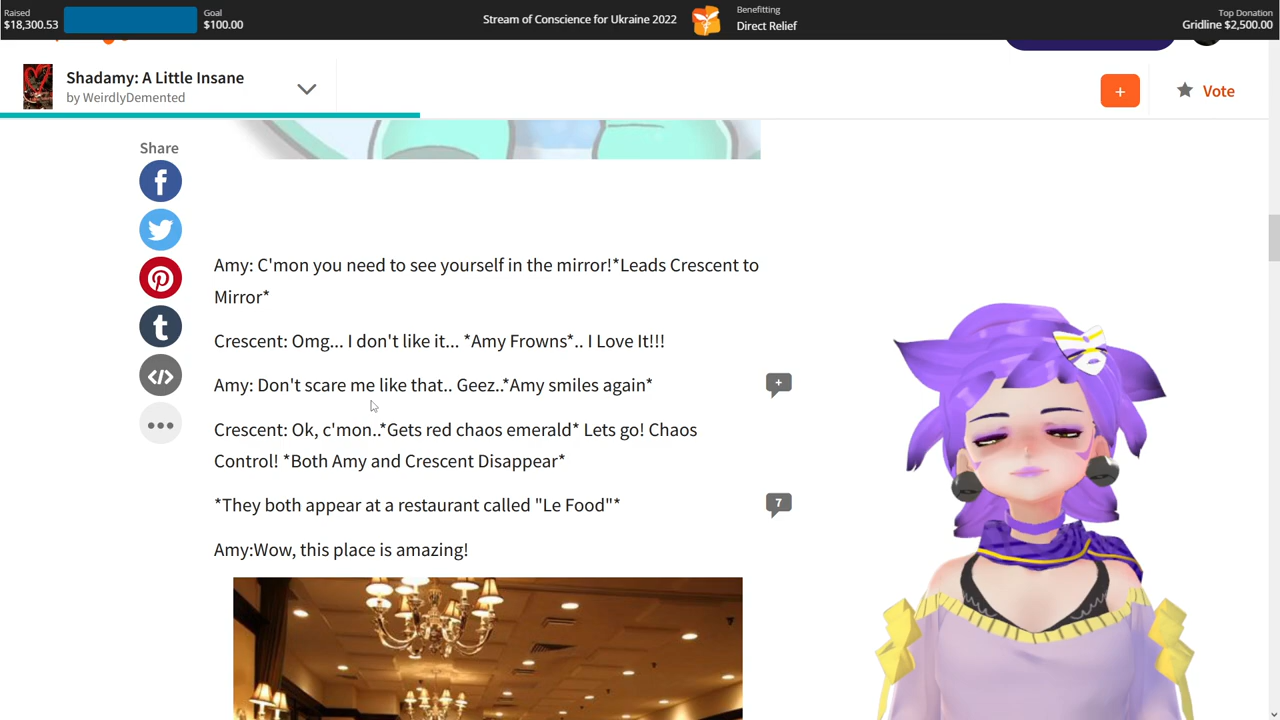 Raised
$18,300.53
Goal
$100.00
Stream of Conscience for Ukraine 2022
Benefitting
Direct Relief
Top Donation
Gridline $2,500.00
Shadamy: A Little Insane
by WeirdlyDemented
+
Vote
Share
Amy: C'mon you need to see yourself in the mirror!*Leads Crescent to
Mirror*
Crescent: Omg... I don't like it... *Amy Frowns*.. I Love It!!!
Amy: Don't scare me like that.. Geez..*Amy smiles again*
+
Crescent: Ok, c'mon..*Gets red chaos emerald* Lets go! Chaos
Control! *Both Amy and Crescent Disappear*
*They both appear at a restaurant called "Le Food"*
7
Amy:Wow, this place is amazing!